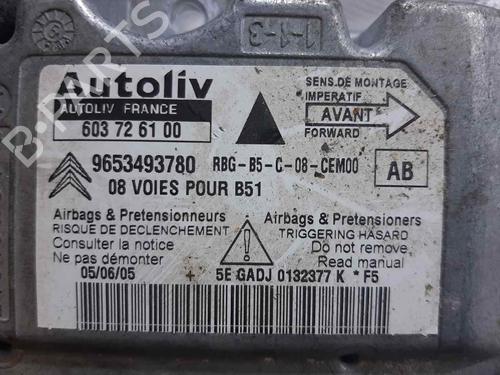 1-1-3
B-PARTS
Autoliv
AUTOLIV FRANCE
603 72 61 00
SENS DE MONTAGE
IMPERATIF
AVANT
FORWARD
9653493780 RBG-B5-C-08-CEM00 AB
08 VOIES POUR B51
Airbags & Pretensionneurs
RISQUE DE DECLENCHEMENT
Consulter la notice
Ne pas démonter
Airbags & Pretensioners
TRIGGERING HASARD
Do not remove
Read manual
05/06/05 + 5E GADJ 0132377 K * F5